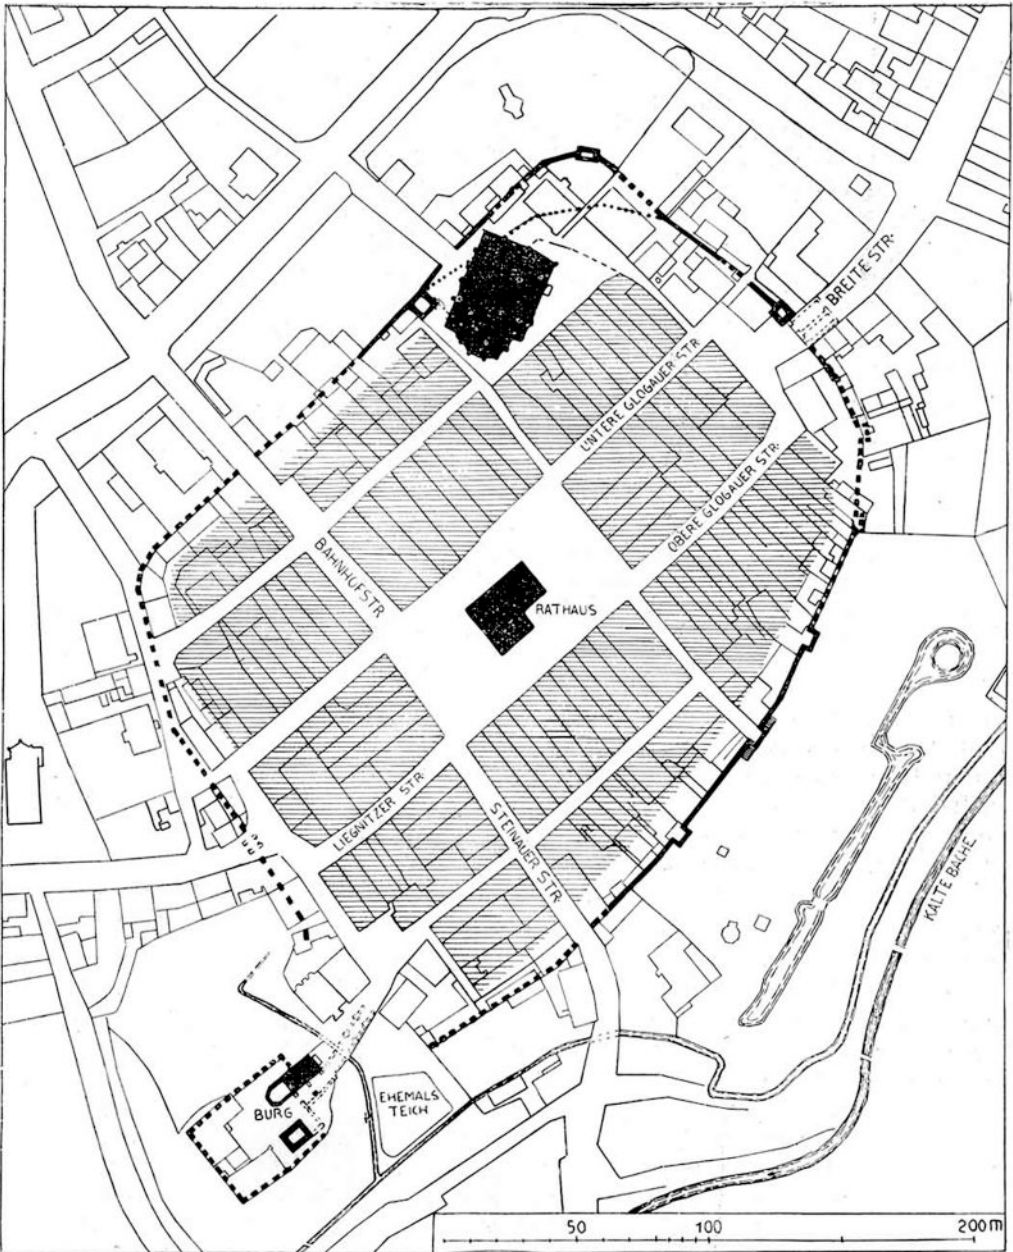 BREITE STR.
UNTERE GLOGAUER STR
OBERE GLOGAUER STR.
BAHNHOFSTR.
RATHAUS
LIEGNITZER STR.
STEINAUER STR.
KALTE BACHE
EHEMALS
TEICH
BURG
50 100 200m